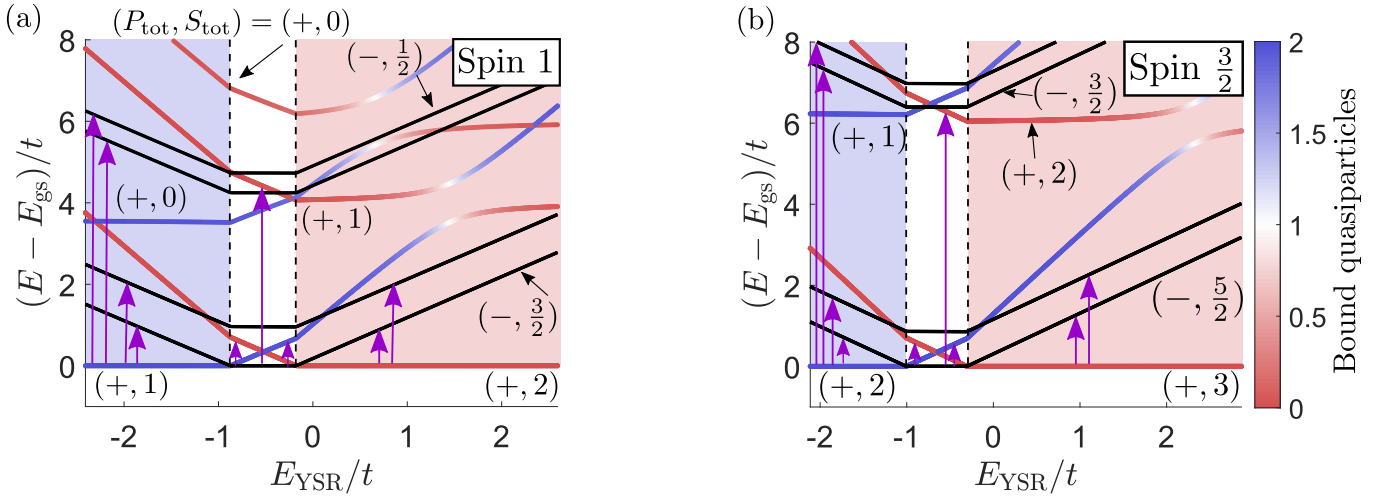 (a)
(P_tot, S_tot) = (+, 0)
(−, 1/2)
Spin 1
8
6
4
2
0
(E − E_gs)/t
(+, 0)
(+, 1)
(−, 3/2)
(+, 1)
(+, 2)
-2 -1 0 1 2
E_YSR/t
(b)
Spin 3/2
8
6
4
2
0
(E − E_gs)/t
(−, 3/2)
(+, 1)
(+, 2)
(−, 5/2)
(+, 2)
(+, 3)
-2 -1 0 1 2
E_YSR/t
2
1.5
1
0.5
0
Bound quasiparticles